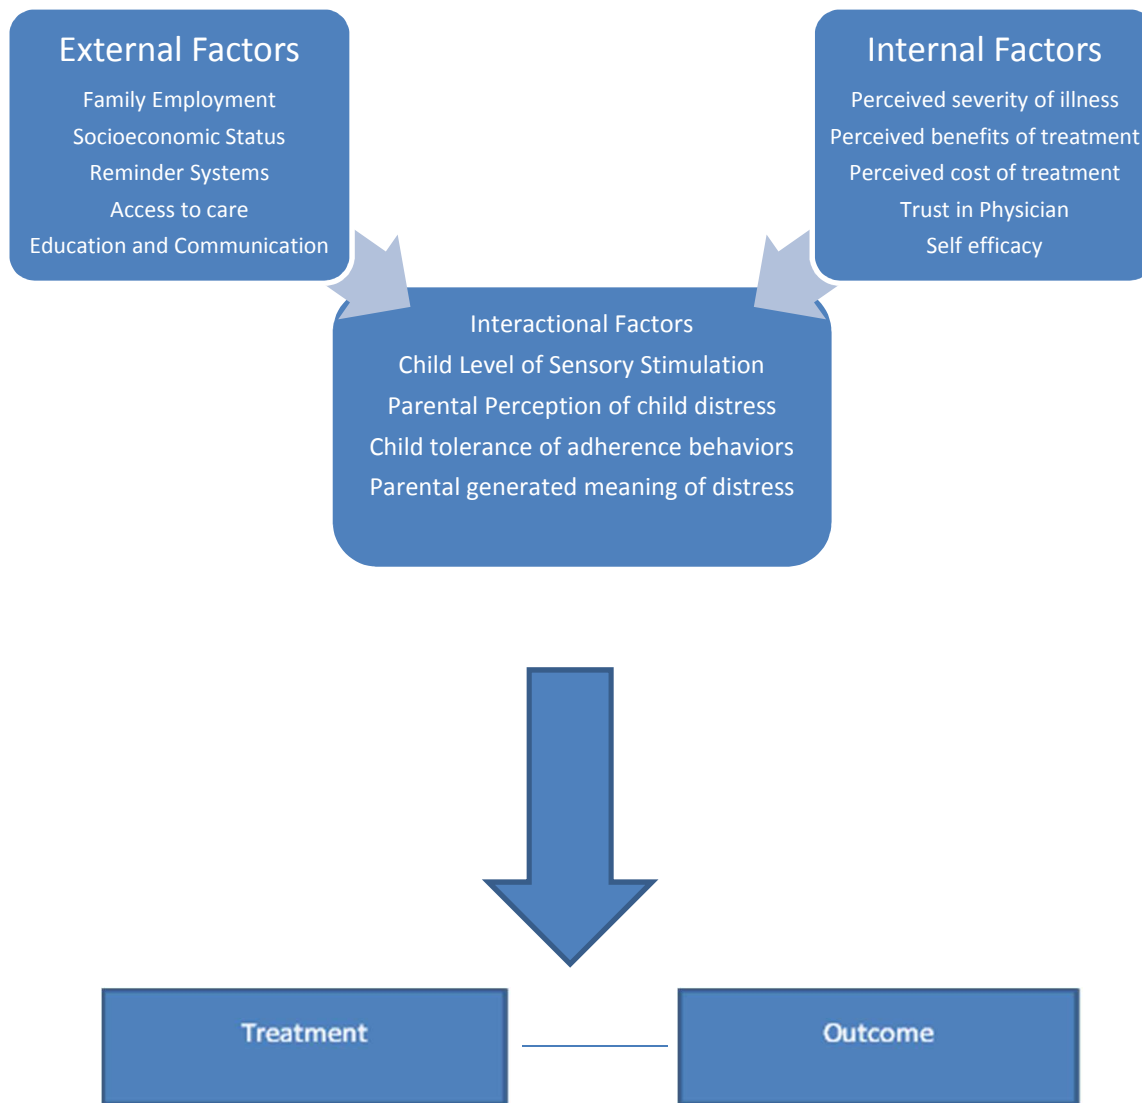 External Factors
Family Employment
Socioeconomic Status
Reminder Systems
Access to care
Education and Communication
Internal Factors
Perceived severity of illness
Perceived benefits of treatment
Perceived cost of treatment
Trust in Physician
Self efficacy
Interactional Factors
Child Level of Sensory Stimulation
Parental Perception of child distress
Child tolerance of adherence behaviors
Parental generated meaning of distress
Treatment
Outcome